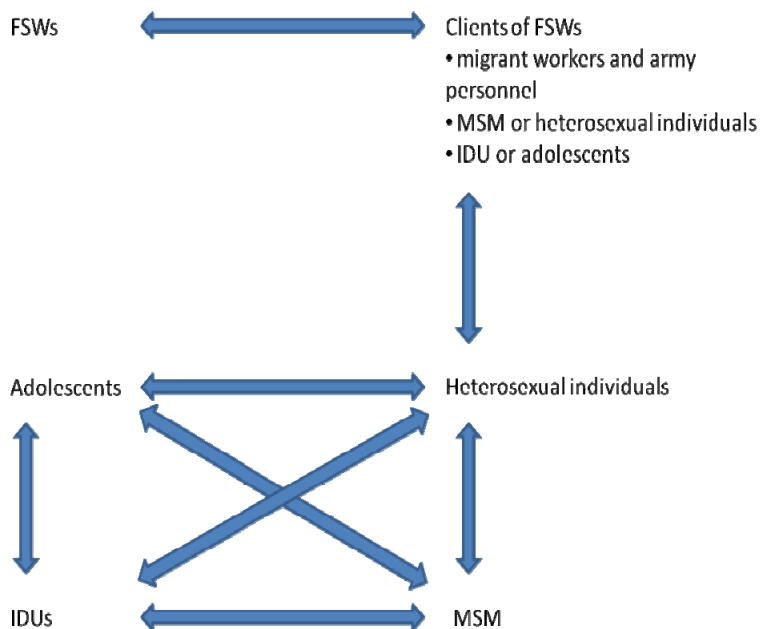 FSWs
Clients of FSWs
• migrant workers and army
personnel
• MSM or heterosexual individuals
• IDU or adolescents
Adolescents
Heterosexual individuals
IDUs
MSM